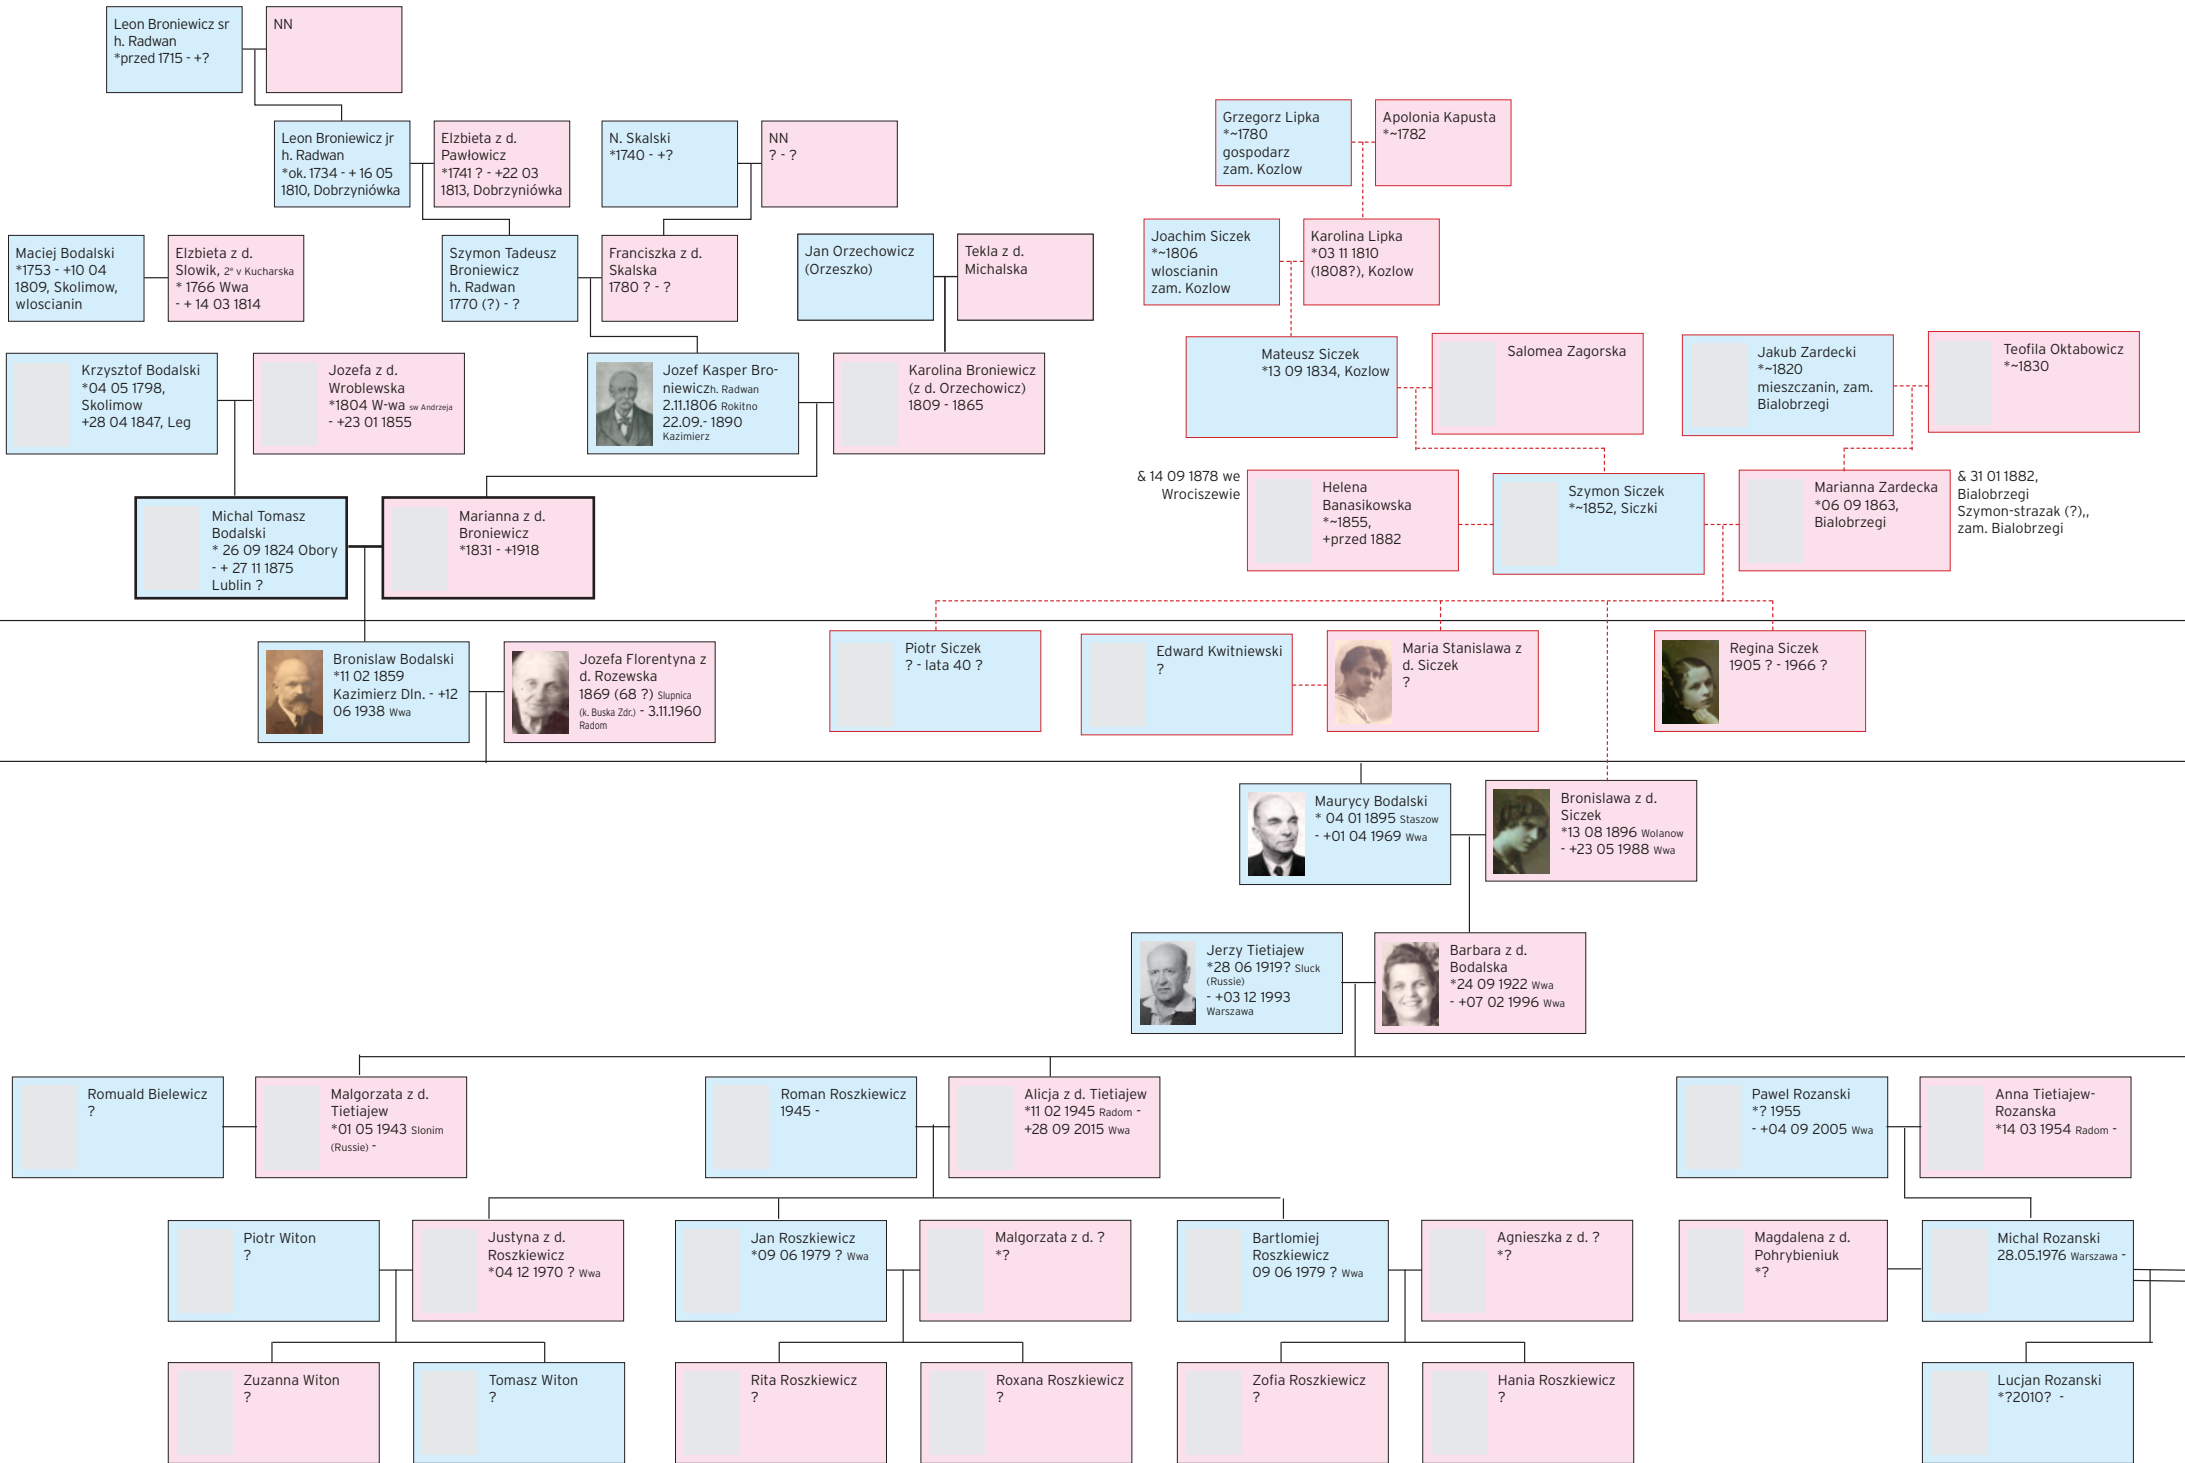 Leon Broniewicz sr
h. Radwan
*przed 1715 - +?
NN
Leon Broniewicz jr
h. Radwan
*ok. 1734 - + 16 05
1810, Dobrzyniówka
Elzbieta z d.
Pawłowicz
*1741 ? - +22 03
1813, Dobrzyniówka
N. Skalski
*1740 - +?
NN
? - ?
Grzegorz Lipka
*~1780
gospodarz
zam. Kozlow
Apolonia Kapusta
*~1782
Maciej Bodalski
*1753 - +10 04
1809, Skolimow,
wloscianin
Elzbieta z d.
Slowik, 2° v Kucharska
* 1766 Wwa
- + 14 03 1814
Szymon Tadeusz
Broniewicz
h. Radwan
1770 (?) - ?
Franciszka z d.
Skalska
1780 ? - ?
Jan Orzechowicz
(Orzeszko)
Tekla z d.
Michalska
Joachim Siczek
*~1806
wloscianin
zam. Kozlow
Karolina Lipka
*03 11 1810
(1808?), Kozlow
Krzysztof Bodalski
*04 05 1798,
Skolimow
+28 04 1847, Leg
Jozefa z d.
Wroblewska
*1804 W-wa sw Andrzeja
- +23 01 1855
Jozef Kasper Bro-
niewiczh. Radwan
2.11.1806 Rokitno
22.09.- 1890
Kazimierz
Karolina Broniewicz
(z d. Orzechowicz)
1809 - 1865
Mateusz Siczek
*13 09 1834, Kozlow
Salomea Zagorska
Jakub Zardecki
*~1820
mieszczanin, zam.
Bialobrzegi
Teofila Oktabowicz
*~1830
Michal Tomasz
Bodalski
* 26 09 1824 Obory
- + 27 11 1875
Lublin ?
Marianna z d.
Broniewicz
*1831 - +1918
& 14 09 1878 we
Wrociszewie
Helena
Banasikowska
*~1855,
+przed 1882
Szymon Siczek
*~1852, Siczki
Marianna Zardecka
*06 09 1863,
Bialobrzegi
& 31 01 1882,
Bialobrzegi
Szymon-strazak (?),,
zam. Bialobrzegi
Bronislaw Bodalski
*11 02 1859
Kazimierz Dln. - +12
06 1938 Wwa
Jozefa Florentyna z
d. Rozewska
1869 (68 ?) Slupnica
(k. Buska Zdr.) - 3.11.1960
Radom
Piotr Siczek
? - lata 40 ?
Edward Kwitniewski
?
Maria Stanislawa z
d. Siczek
?
Regina Siczek
1905 ? - 1966 ?
Maurycy Bodalski
* 04 01 1895 Staszow
- +01 04 1969 Wwa
Bronislawa z d.
Siczek
*13 08 1896 Wolanow
- +23 05 1988 Wwa
Jerzy Tietiajew
*28 06 1919? Sluck
(Russie)
- +03 12 1993
Warszawa
Barbara z d.
Bodalska
*24 09 1922 Wwa
- +07 02 1996 Wwa
Romuald Bielewicz
?
Malgorzata z d.
Tietiajew
*01 05 1943 Slonim
(Russie) -
Roman Roszkiewicz
1945 -
Alicja z d. Tietiajew
*11 02 1945 Radom -
+28 09 2015 Wwa
Pawel Rozanski
*? 1955
- +04 09 2005 Wwa
Anna Tietiajew-
Rozanska
*14 03 1954 Radom -
Piotr Witon
?
Justyna z d.
Roszkiewicz
*04 12 1970 ? Wwa
Jan Roszkiewicz
*09 06 1979 ? Wwa
Malgorzata z d. ?
*?
Bartlomiej
Roszkiewicz
09 06 1979 ? Wwa
Agnieszka z d. ?
*?
Magdalena z d.
Pohrybieniuk
*?
Michal Rozanski
28.05.1976 Warszawa -
Zuzanna Witon
?
Tomasz Witon
?
Rita Roszkiewicz
?
Roxana Roszkiewicz
?
Zofia Roszkiewicz
?
Hania Roszkiewicz
?
Lucjan Rozanski
*?2010? -